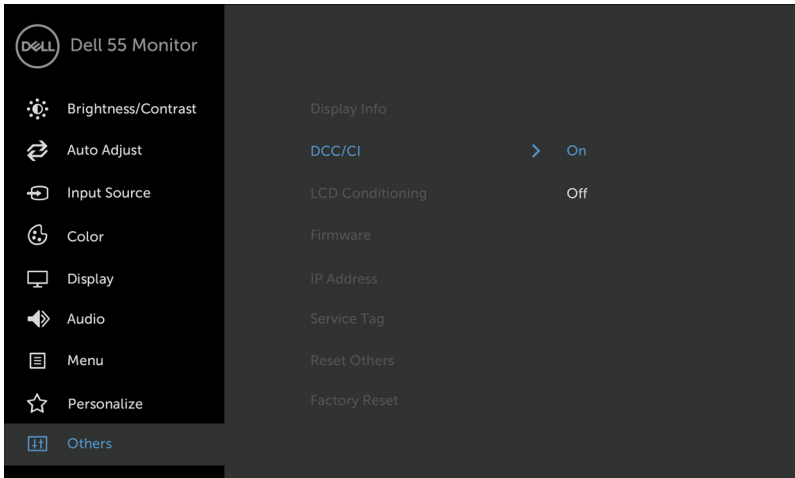 DELL Dell 55 Monitor
Brightness/Contrast
Auto Adjust
Input Source
Color
Display
Audio
Menu
Personalize
Others
Display Info
DCC/CI On
LCD Conditioning Off
Firmware
IP Address
Service Tag
Reset Others
Factory Reset